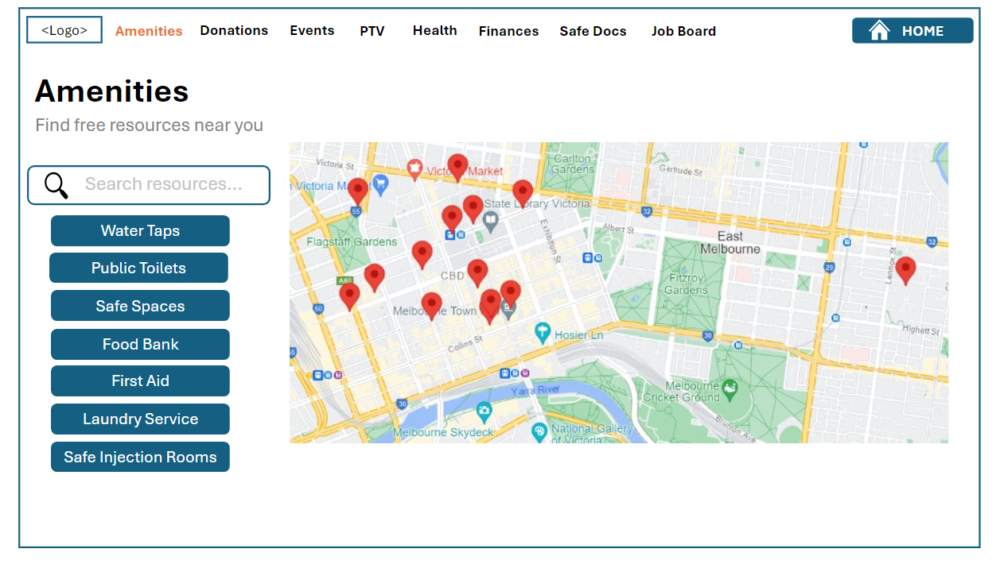 <Logo>
Amenities
Donations
Events
PTV
Health
Finances
Safe Docs
Job Board
HOME
Amenities
Find free resources near you
Search resources...
Water Taps
Public Toilets
Safe Spaces
Food Bank
First Aid
Laundry Service
Safe Injection Rooms
Victoria St
Market
Carlton
Gardens
Gertrude St
Victoria
State Library Victoria
55
32
Exhibition St
Albert St
East
Melbourne
32
Flagstaff Gardens
Lennox St
29
CBD
A60
Fitzroy
Gardens
50
Melbourne Town
Hosier Ln
30
Highett St
Collins St
Yarra River
Melbourne
Cricket Ground
30
Brunton Ave
Melbourne Skydeck
National Gallery
of Victoria